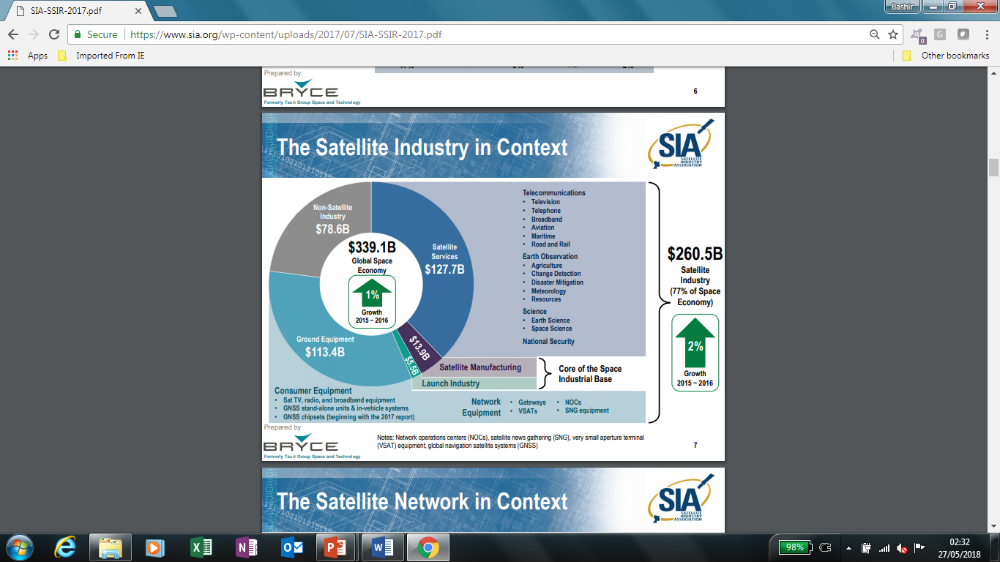 SIA-SSIR-2017.pdf
Bashir
Secure
https://www.sia.org/wp-content/uploads/2017/07/SIA-SSIR-2017.pdf
0
G
Apps
Imported From IE
Other bookmarks
Prepared by:
BRYCE
Formerly Tauri Group Space and Technology
6
The Satellite Industry in Context
SIA
SATELLITE
INDUSTRY
ASSOCIATION
Non-Satellite
Industry
$78.6B
$339.1B
Global Space
Economy
1%
Growth
2015 – 2016
Satellite
Services
$127.7B
Ground Equipment
$113.4B
$5.5B
$13.9B
Telecommunications
• Television
• Telephone
• Broadband
• Aviation
• Maritime
• Road and Rail
Earth Observation
• Agriculture
• Change Detection
• Disaster Mitigation
• Meteorology
• Resources
Science
• Earth Science
• Space Science
National Security
$260.5B
Satellite
Industry
(77% of Space
Economy)
2%
Growth
2015 – 2016
Satellite Manufacturing
Launch Industry
Core of the Space
Industrial Base
Consumer Equipment
• Sat TV, radio, and broadband equipment
• GNSS stand-alone units & in-vehicle systems
• GNSS chipsets (beginning with the 2017 report)
Network
Equipment
• Gateways
• VSATs
• NOCs
• SNG equipment
Prepared by:
BRYCE
Formerly Tauri Group Space and Technology
Notes: Network operations centers (NOCs), satellite news gathering (SNG), very small aperture terminal
(VSAT) equipment, global navigation satellite systems (GNSS)
7
The Satellite Network in Context
SIA
SATELLITE
INDUSTRY
ASSOCIATION
98%
02:32
27/05/2018